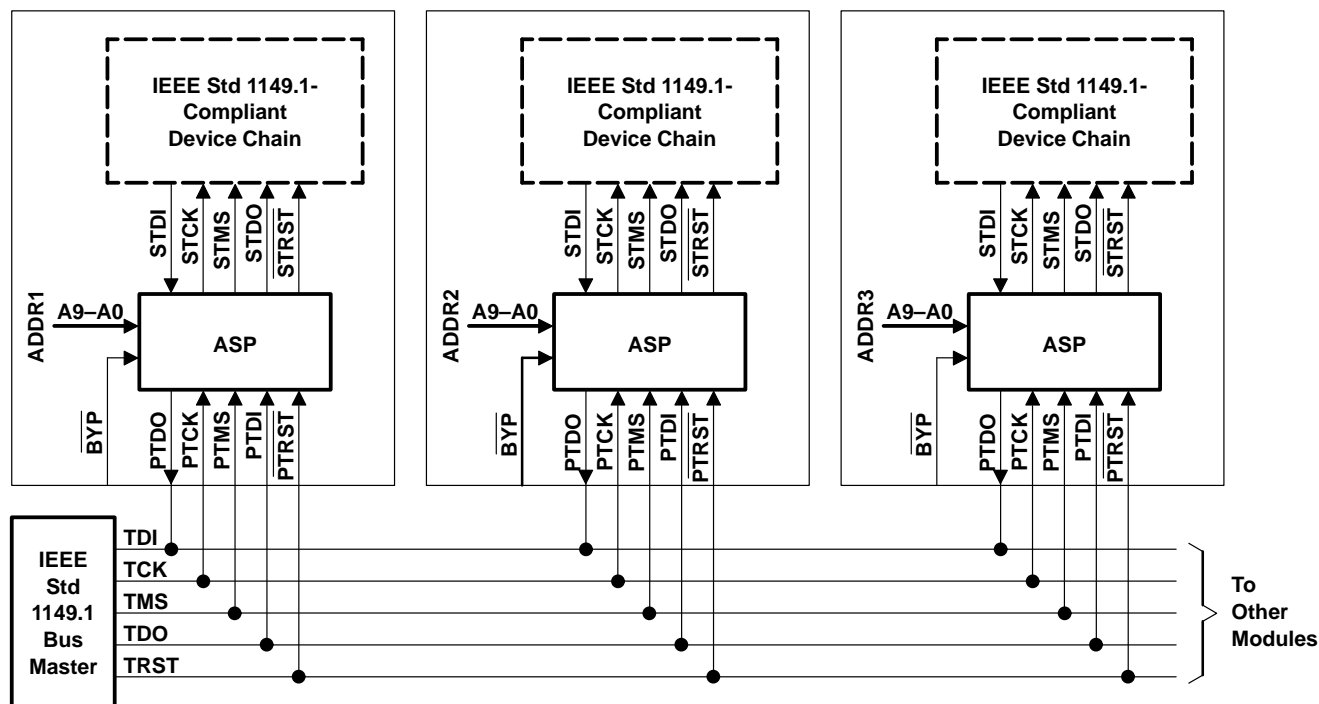 IEEE Std 1149.1-
Compliant
Device Chain
STDI
STCK
STMS
STDO
STRST
ADDR1
A9–A0
ASP
BYP
PTDO
PTCK
PTMS
PTDI
PTRST
IEEE Std 1149.1-
Compliant
Device Chain
STDI
STCK
STMS
STDO
STRST
ADDR2
A9–A0
ASP
BYP
PTDO
PTCK
PTMS
PTDI
PTRST
IEEE Std 1149.1-
Compliant
Device Chain
STDI
STCK
STMS
STDO
STRST
ADDR3
A9–A0
ASP
BYP
PTDO
PTCK
PTMS
PTDI
PTRST
IEEE
Std
1149.1
Bus
Master
TDI
TCK
TMS
TDO
TRST
To
Other
Modules